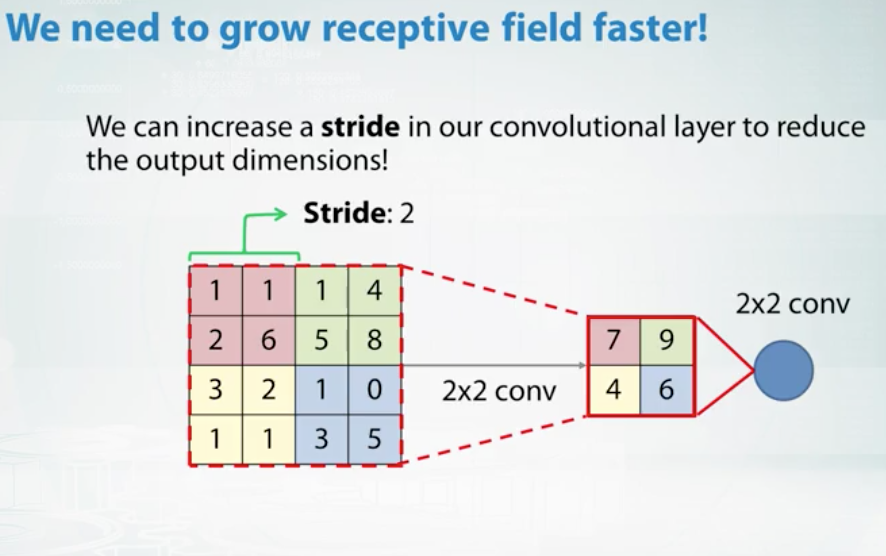 We need to grow receptive field faster!
We can increase a stride in our convolutional layer to reduce
the output dimensions!
Stride: 2
1 1 1 4
2 6 5 8
3 2 1 0
1 1 3 5
2x2 conv
7 9
4 6
2x2 conv